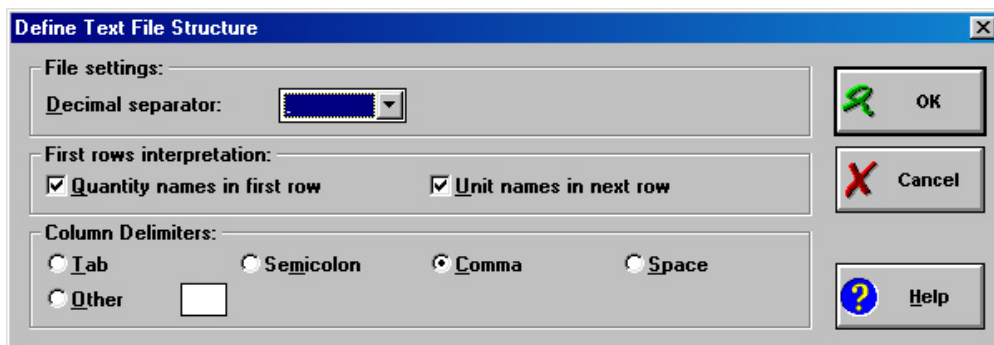 Define Text File Structure
File settings:
Decimal separator: .
OK
First rows interpretation:
Quantity names in first row Unit names in next row
Cancel
Column Delimiters:
Tab Semicolon Comma Space
Other
Help